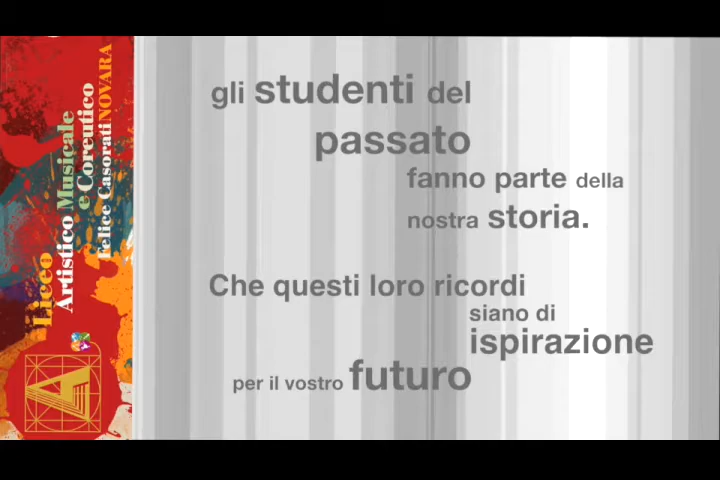 Liceo
Artistico Musicale
e Coreutico
Felice Casorati NOVARA
gli studenti del
passato
fanno parte della
nostra storia.
Che questi loro ricordi
siano di
ispirazione
per il vostro futuro